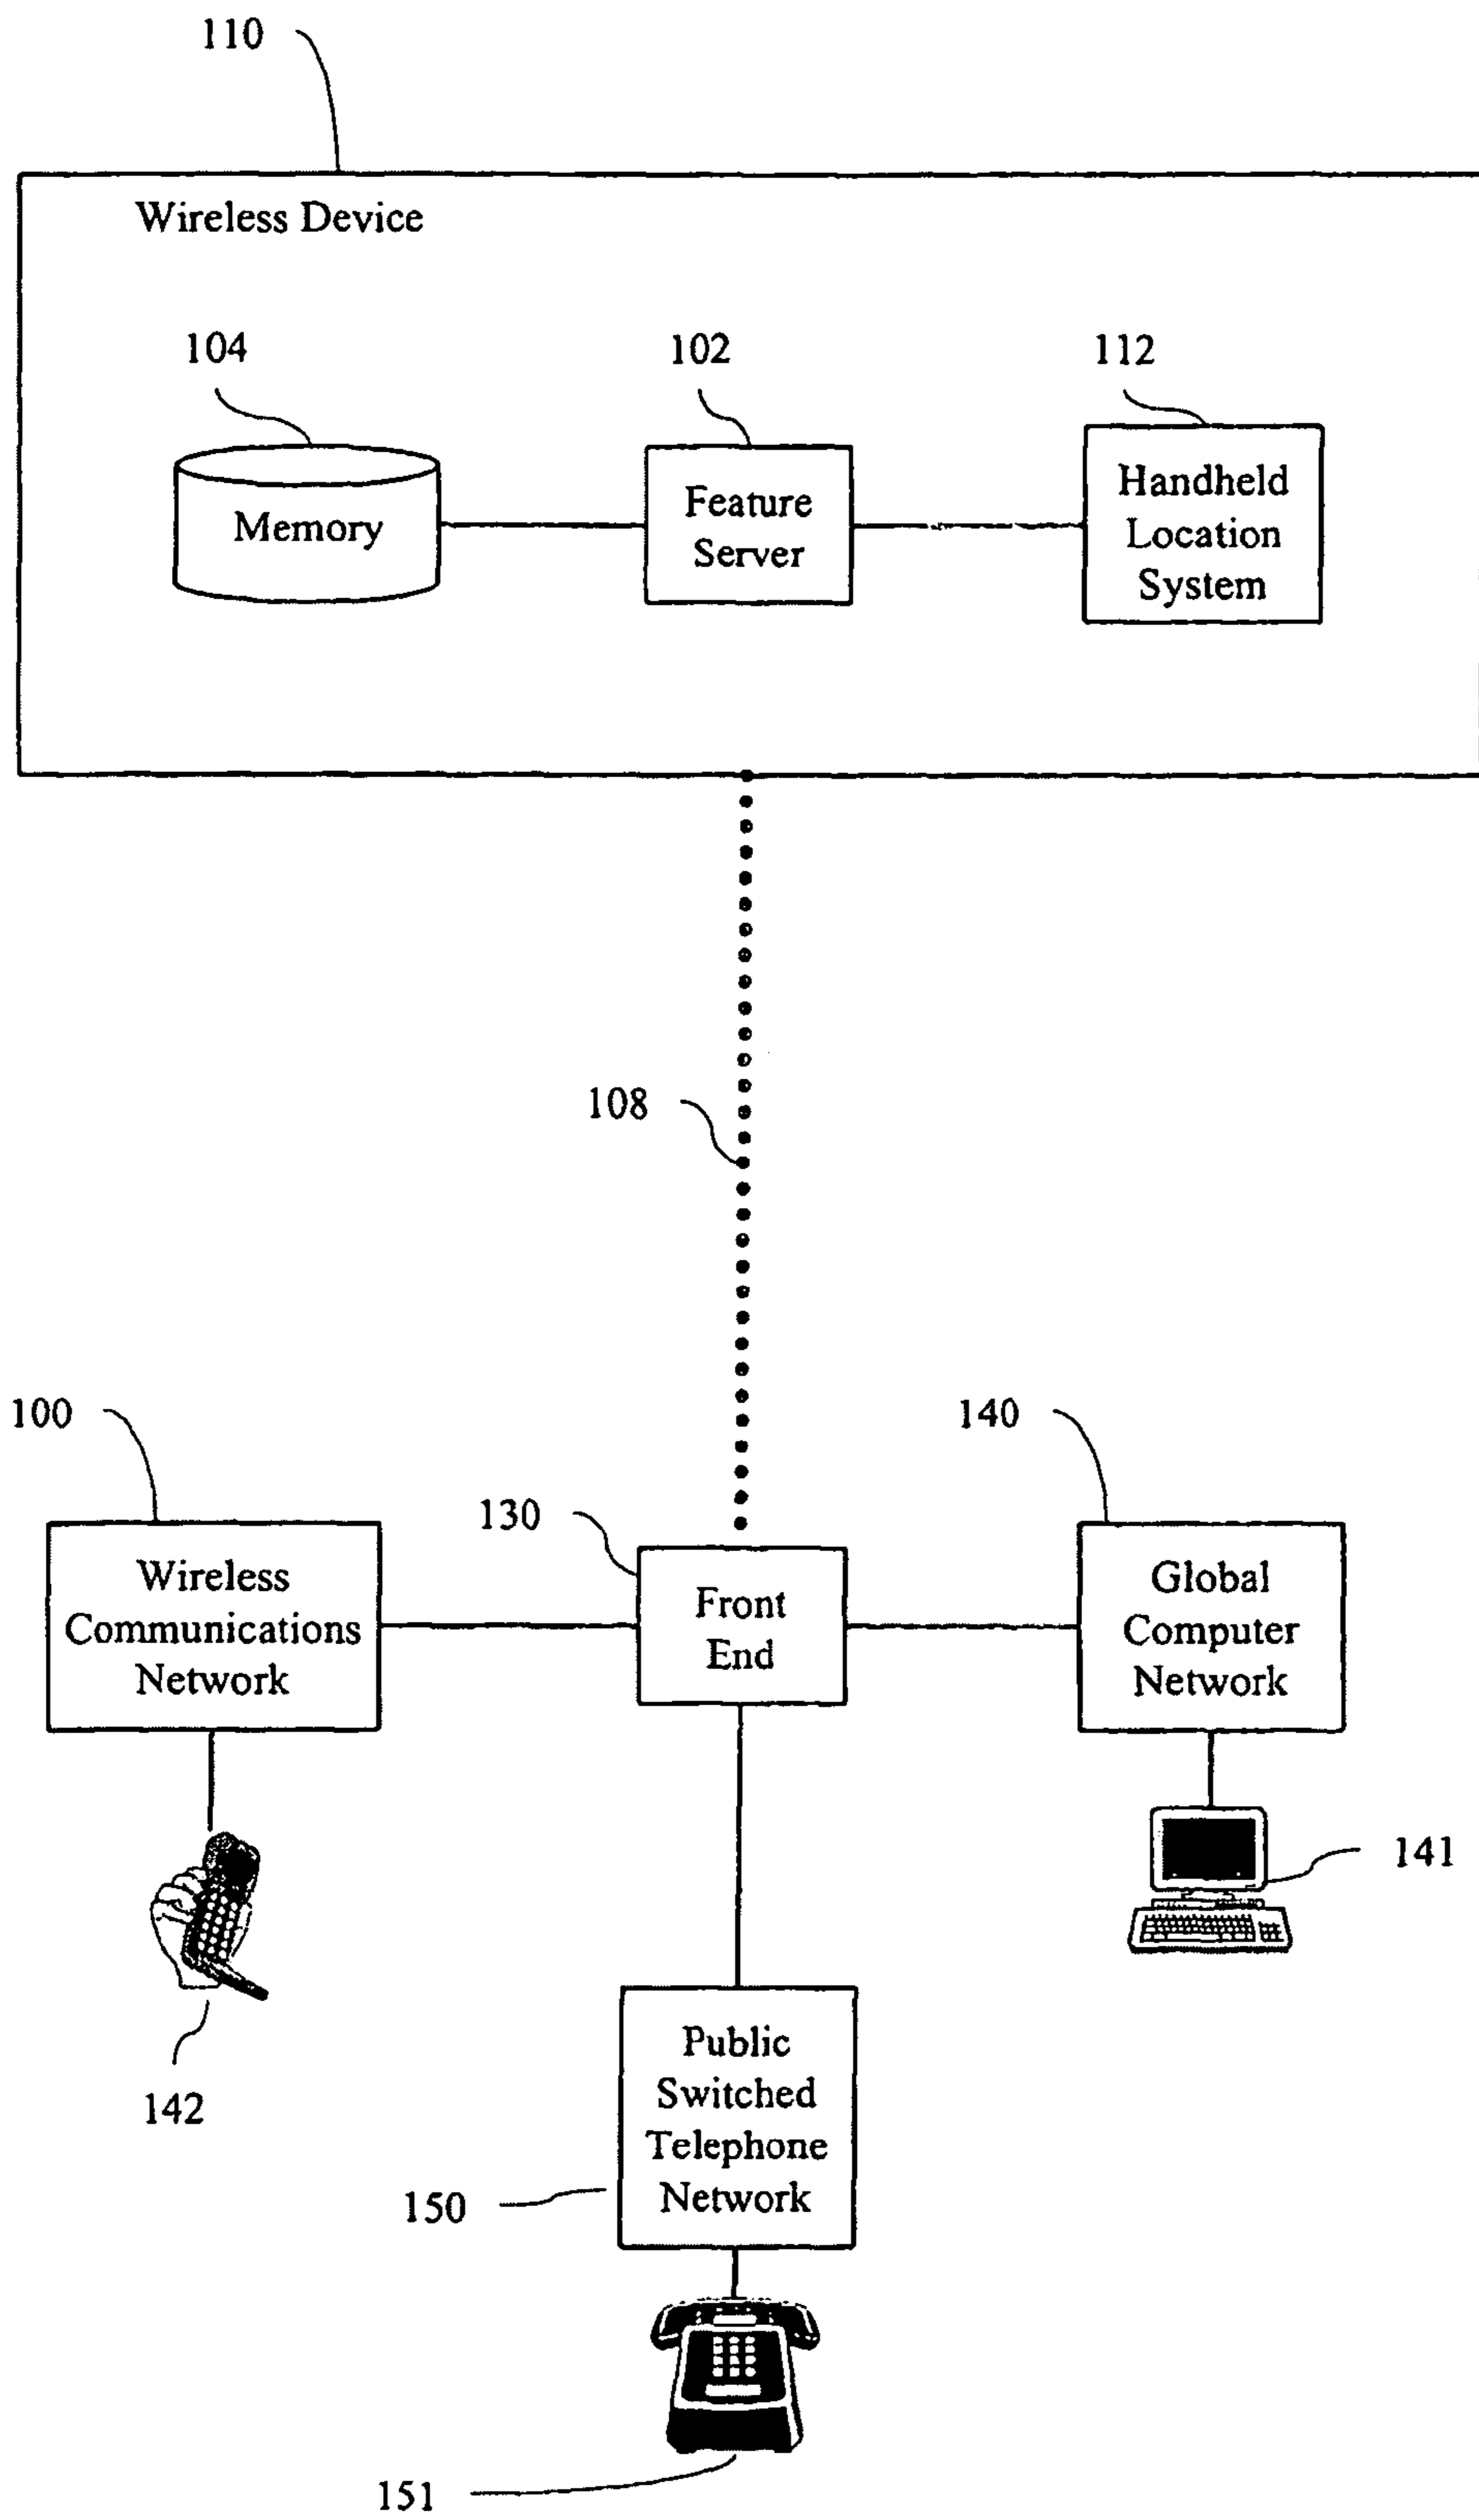 110
Wireless Device
104
102
112
Memory
Feature
Server
Handheld
Location
System
108
100
140
130
Wireless
Communications
Network
Front
End
Global
Computer
Network
141
142
Public
Switched
Telephone
Network
150
151